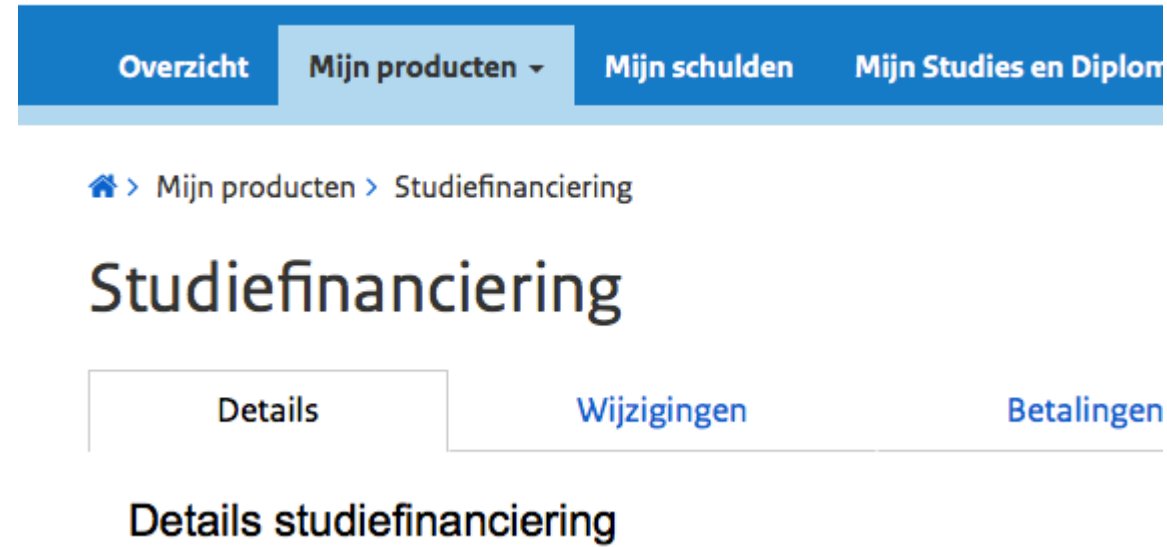 Overzicht Mijn producten Mijn schulden Mijn Studies en Diplom
> Mijn producten > Studiefinanciering
Studiefinanciering
Details Wijzigingen Betalingen
Details studiefinanciering